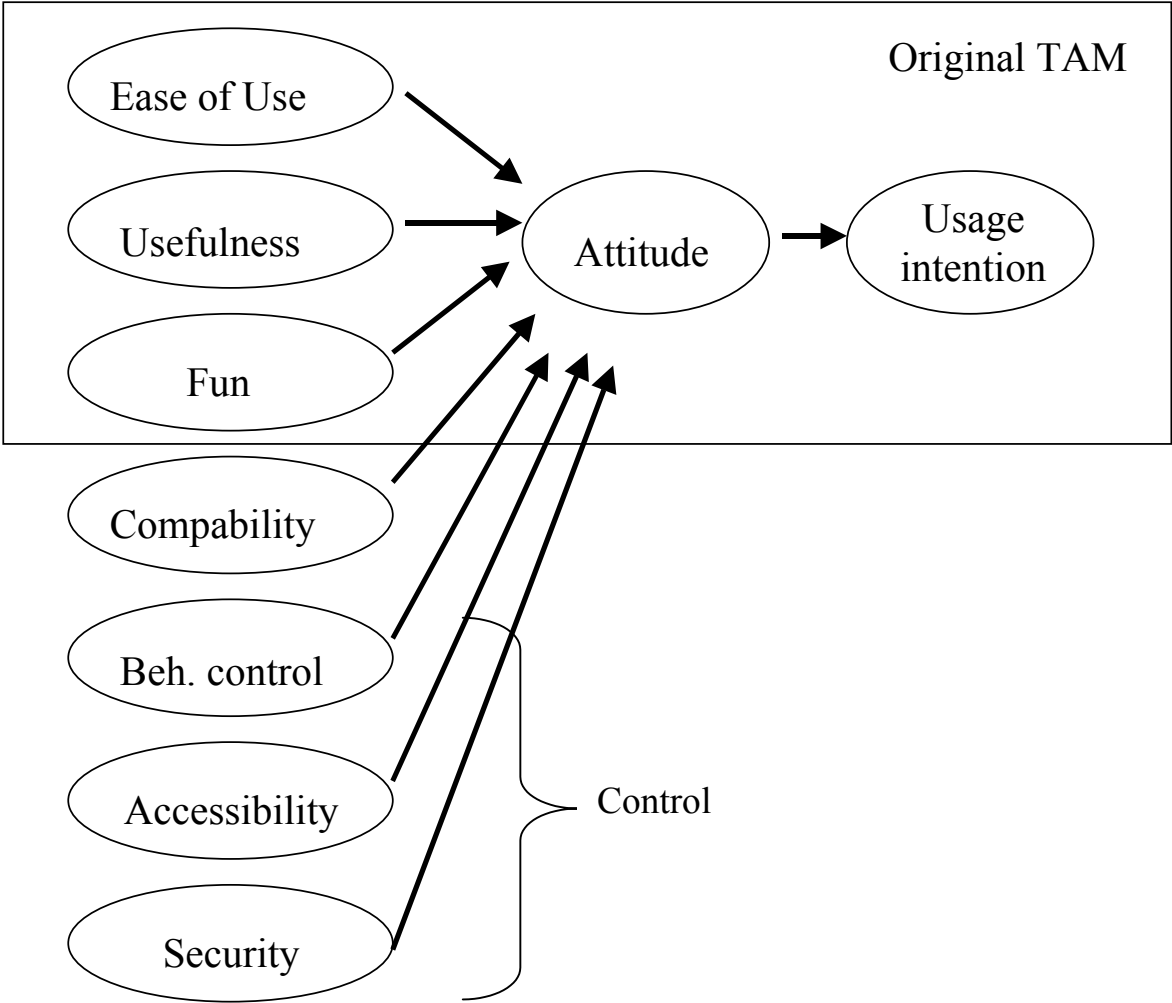 Original TAM
Ease of Use
Usefulness
Attitude
Usage
intention
Fun
Compability
Beh. control
Accessibility
Control
Security